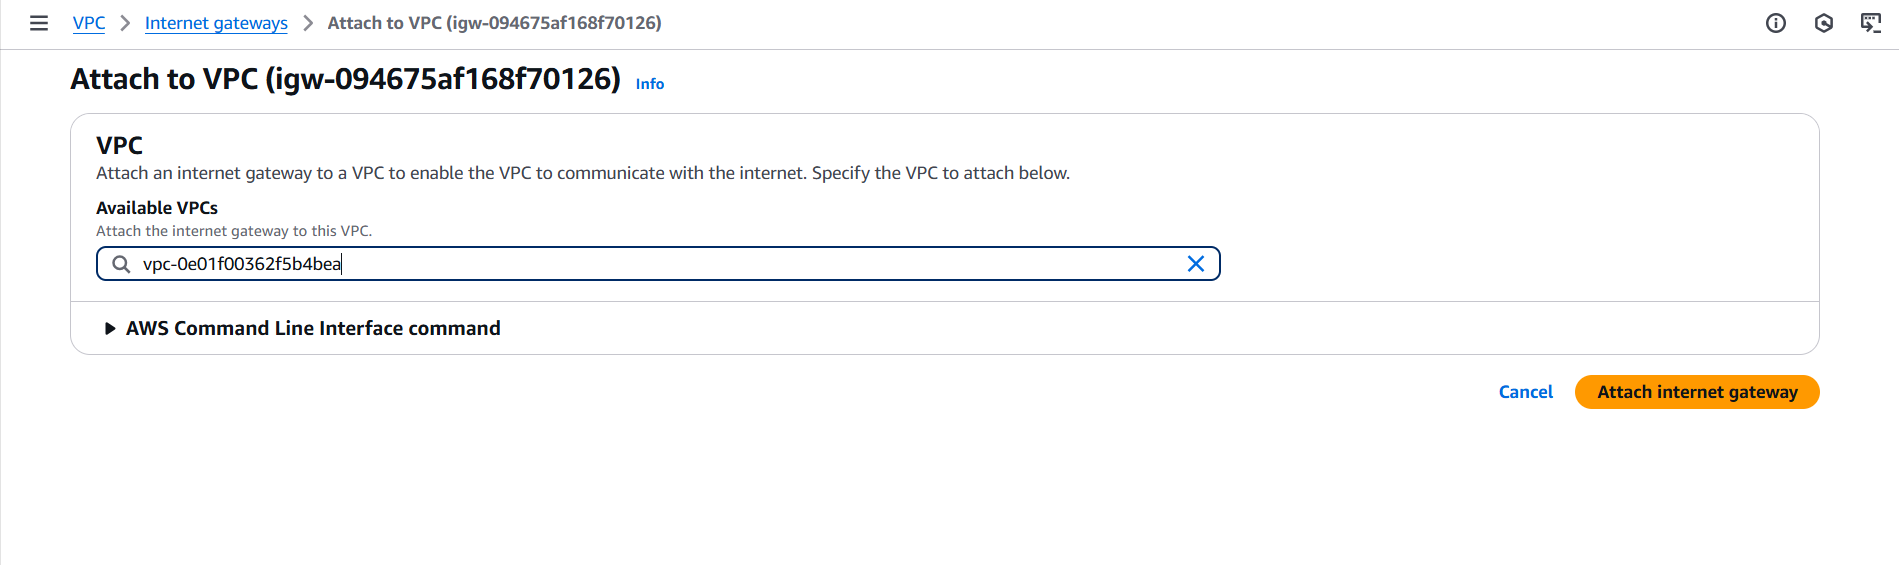 VPC > Internet gateways > Attach to VPC (igw-094675af168f70126)
Attach to VPC (igw-094675af168f70126) Info
VPC
Attach an internet gateway to a VPC to enable the VPC to communicate with the internet. Specify the VPC to attach below.
Available VPCs
Attach the internet gateway to this VPC.
vpc-0e01f00362f5b4bea
AWS Command Line Interface command
Cancel Attach internet gateway